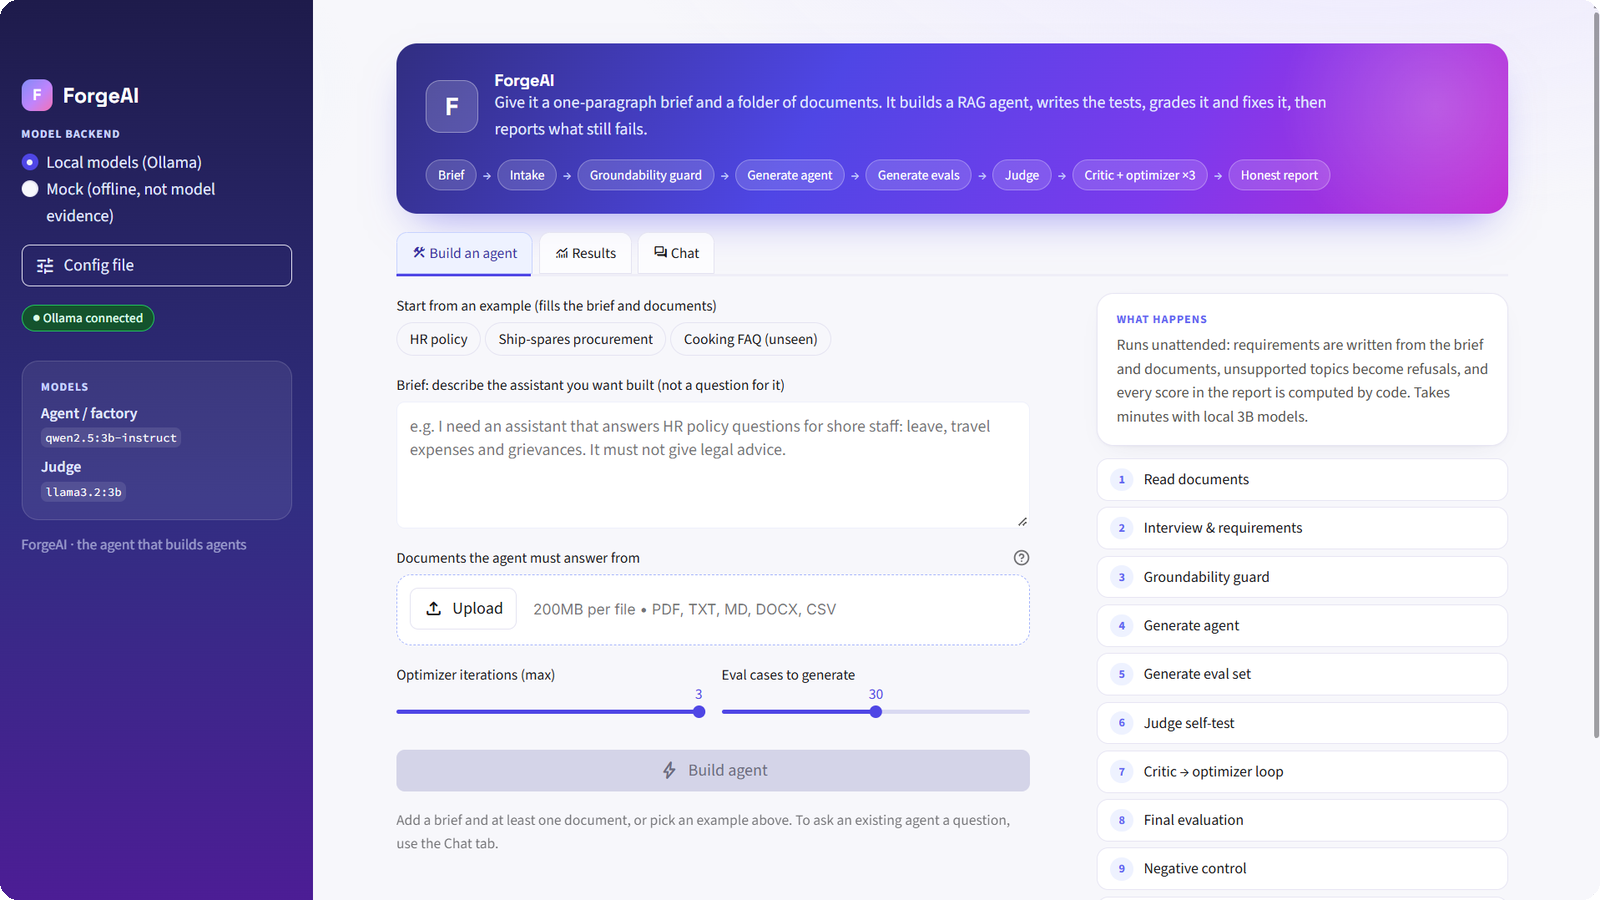 F
ForgeAI
MODEL BACKEND
Local models (Ollama)
Mock (offline, not model
evidence)
Config file
Ollama connected
MODELS
Agent / factory
qwen2.5:3b-instruct
Judge
llama3.2:3b
ForgeAI · the agent that builds agents
F
ForgeAI
Give it a one-paragraph brief and a folder of documents. It builds a RAG agent, writes the tests, grades it and fixes it, then
reports what still fails.
Brief → Intake → Groundability guard → Generate agent → Generate evals → Judge → Critic + optimizer ×3 → Honest report
Build an agent
Results
Chat
Start from an example (fills the brief and documents)
HR policy
Ship-spares procurement
Cooking FAQ (unseen)
Brief: describe the assistant you want built (not a question for it)
e.g. I need an assistant that answers HR policy questions for shore staff: leave, travel
expenses and grievances. It must not give legal advice.
Documents the agent must answer from
?
Upload
200MB per file • PDF, TXT, MD, DOCX, CSV
Optimizer iterations (max)
3
Eval cases to generate
30
Build agent
Add a brief and at least one document, or pick an example above. To ask an existing agent a question,
use the Chat tab.
WHAT HAPPENS
Runs unattended: requirements are written from the brief
and documents, unsupported topics become refusals, and
every score in the report is computed by code. Takes
minutes with local 3B models.
1 Read documents
2 Interview & requirements
3 Groundability guard
4 Generate agent
5 Generate eval set
6 Judge self-test
7 Critic → optimizer loop
8 Final evaluation
9 Negative control